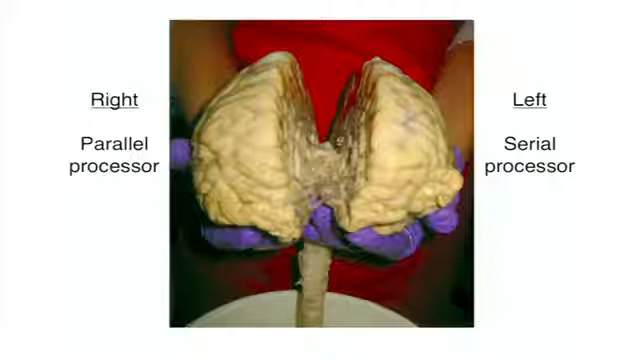 Right
Parallel
processor
Left
Serial
processor